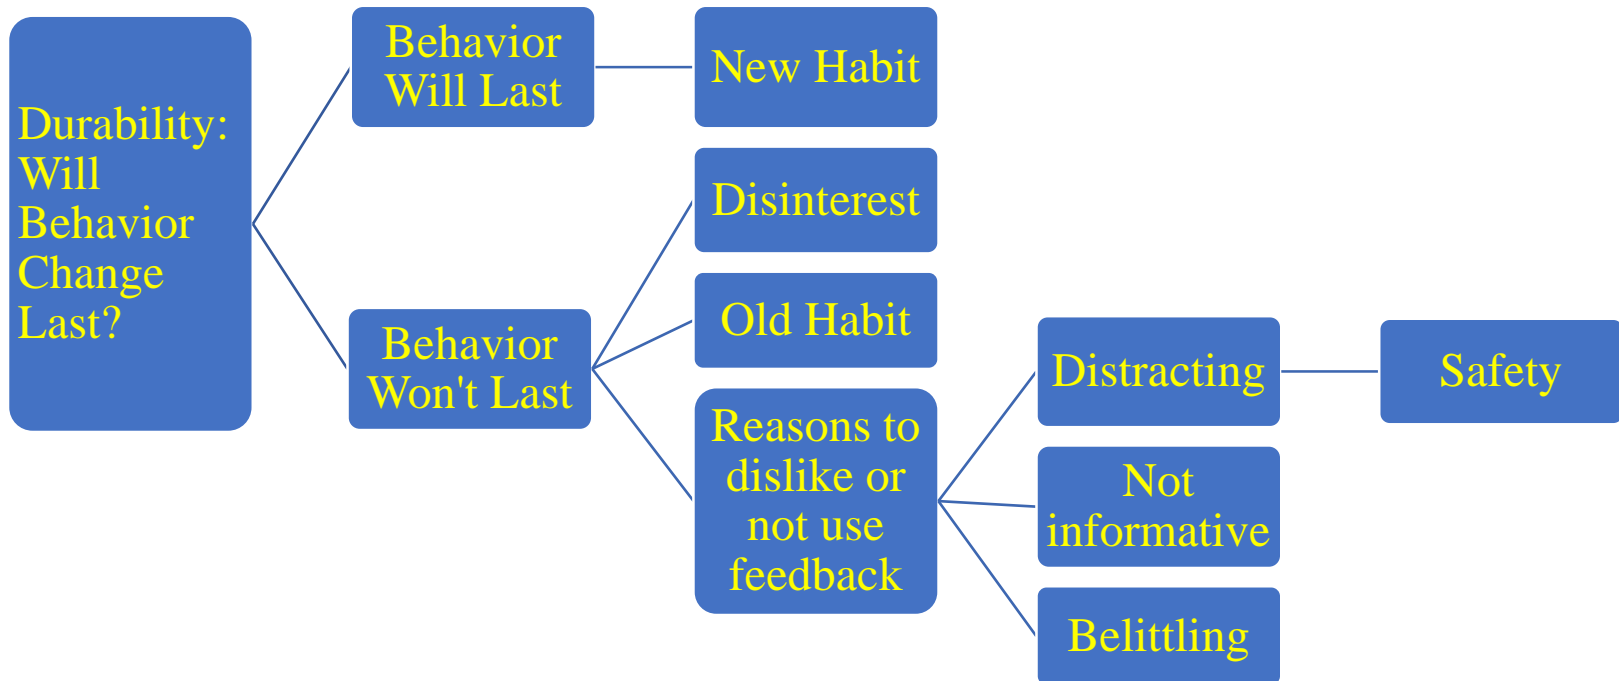 Durability:
Will
Behavior
Change
Last?
Behavior
Will Last
New Habit
Behavior
Won't Last
Disinterest
Old Habit
Reasons to
dislike or
not use
feedback
Distracting
Safety
Not
informative
Belittling